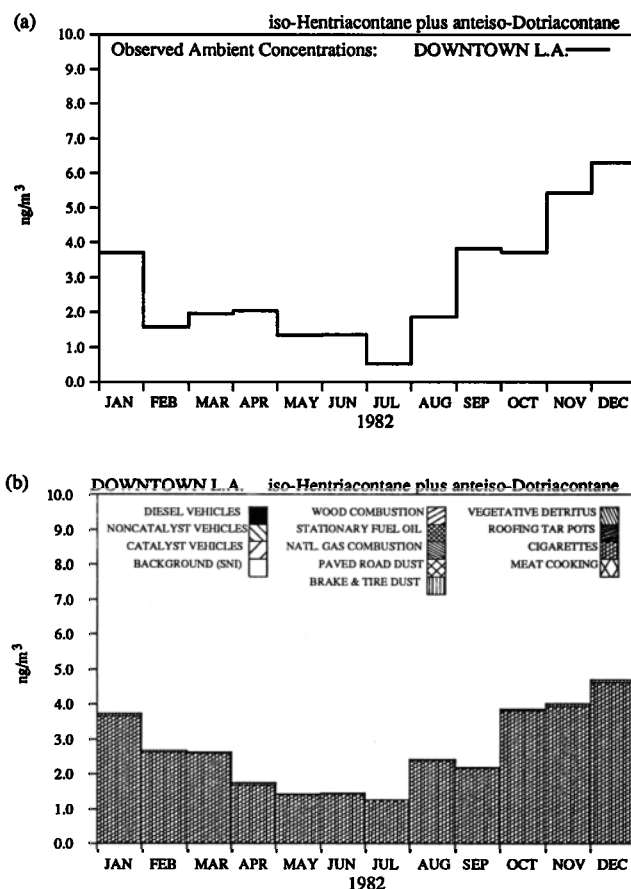 (a)
iso-Hentriacontane plus anteiso-Dotriacontane
10.0
Observed Ambient Concentrations: DOWNTOWN L.A.
9.0
8.0
7.0
6.0
ng/m³
5.0
4.0
3.0
2.0
1.0
0.0
JAN FEB MAR APR MAY JUN JUL AUG SEP OCT NOV DEC
1982
(b)
DOWNTOWN L.A. iso-Hentriacontane plus anteiso-Dotriacontane
10.0
DIESEL VEHICLES WOOD COMBUSTION VEGETATIVE DETRITUS
NONCATALYST VEHICLES STATIONARY FUEL OIL ROOFING TAR POTS
9.0
CATALYST VEHICLES NATL. GAS COMBUSTION CIGARETTES
BACKGROUND (SNI) PAVED ROAD DUST MEAT COOKING
8.0
BRAKE & TIRE DUST
7.0
6.0
ng/m³
5.0
4.0
3.0
2.0
1.0
0.0
JAN FEB MAR APR MAY JUN JUL AUG SEP OCT NOV DEC
1982